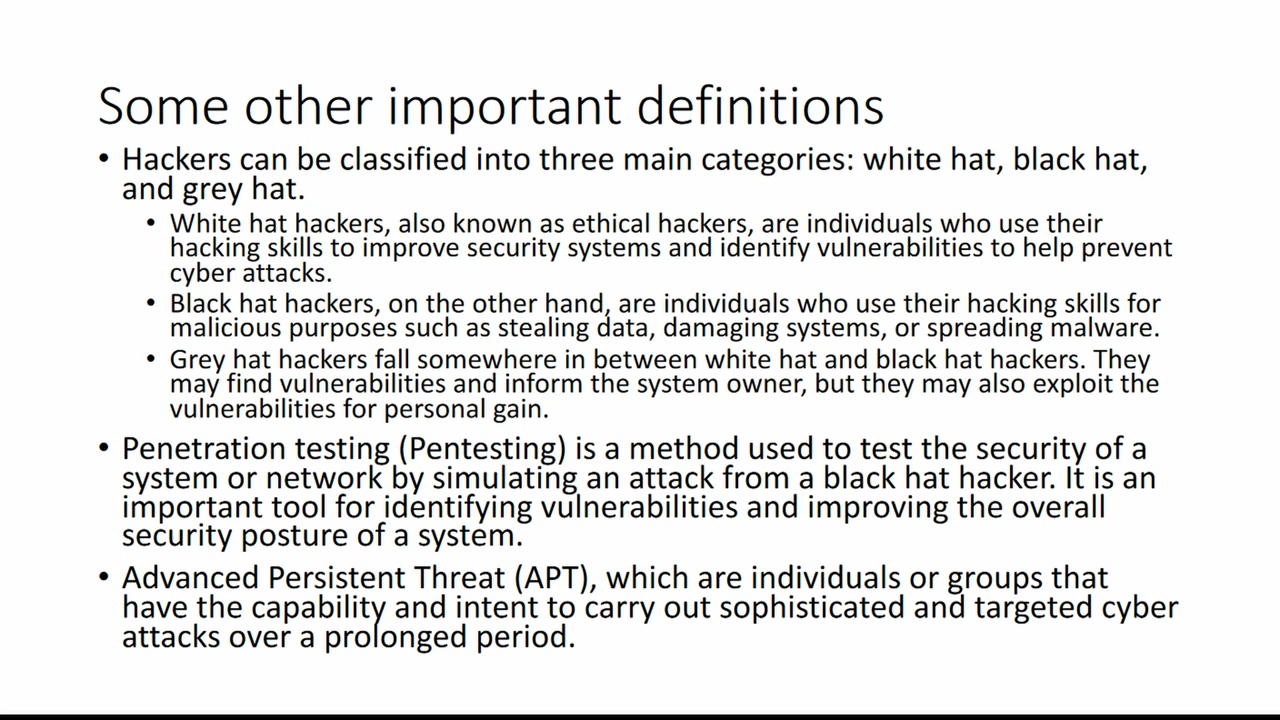 Some other important definitions
• Hackers can be classified into three main categories: white hat, black hat,
and grey hat.
• White hat hackers, also known as ethical hackers, are individuals who use their
hacking skills to improve security systems and identify vulnerabilities to help prevent
cyber attacks.
• Black hat hackers, on the other hand, are individuals who use their hacking skills for
malicious purposes such as stealing data, damaging systems, or spreading malware.
• Grey hat hackers fall somewhere in between white hat and black hat hackers. They
may find vulnerabilities and inform the system owner, but they may also exploit the
vulnerabilities for personal gain.
• Penetration testing (Pentesting) is a method used to test the security of a
system or network by simulating an attack from a black hat hacker. It is an
important tool for identifying vulnerabilities and improving the overall
security posture of a system.
• Advanced Persistent Threat (APT), which are individuals or groups that
have the capability and intent to carry out sophisticated and targeted cyber
attacks over a prolonged period.